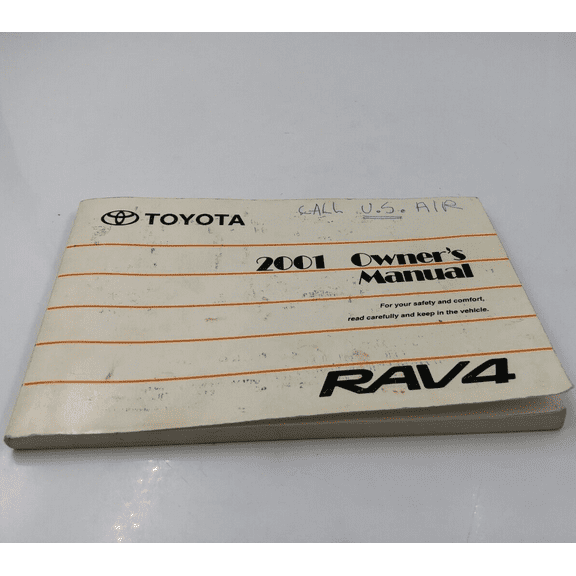 CALL U.S. AIR
TOYOTA
2001 Owner's
Manual
For your safety and comfort,
read carefully and keep in the vehicle.
RAV4